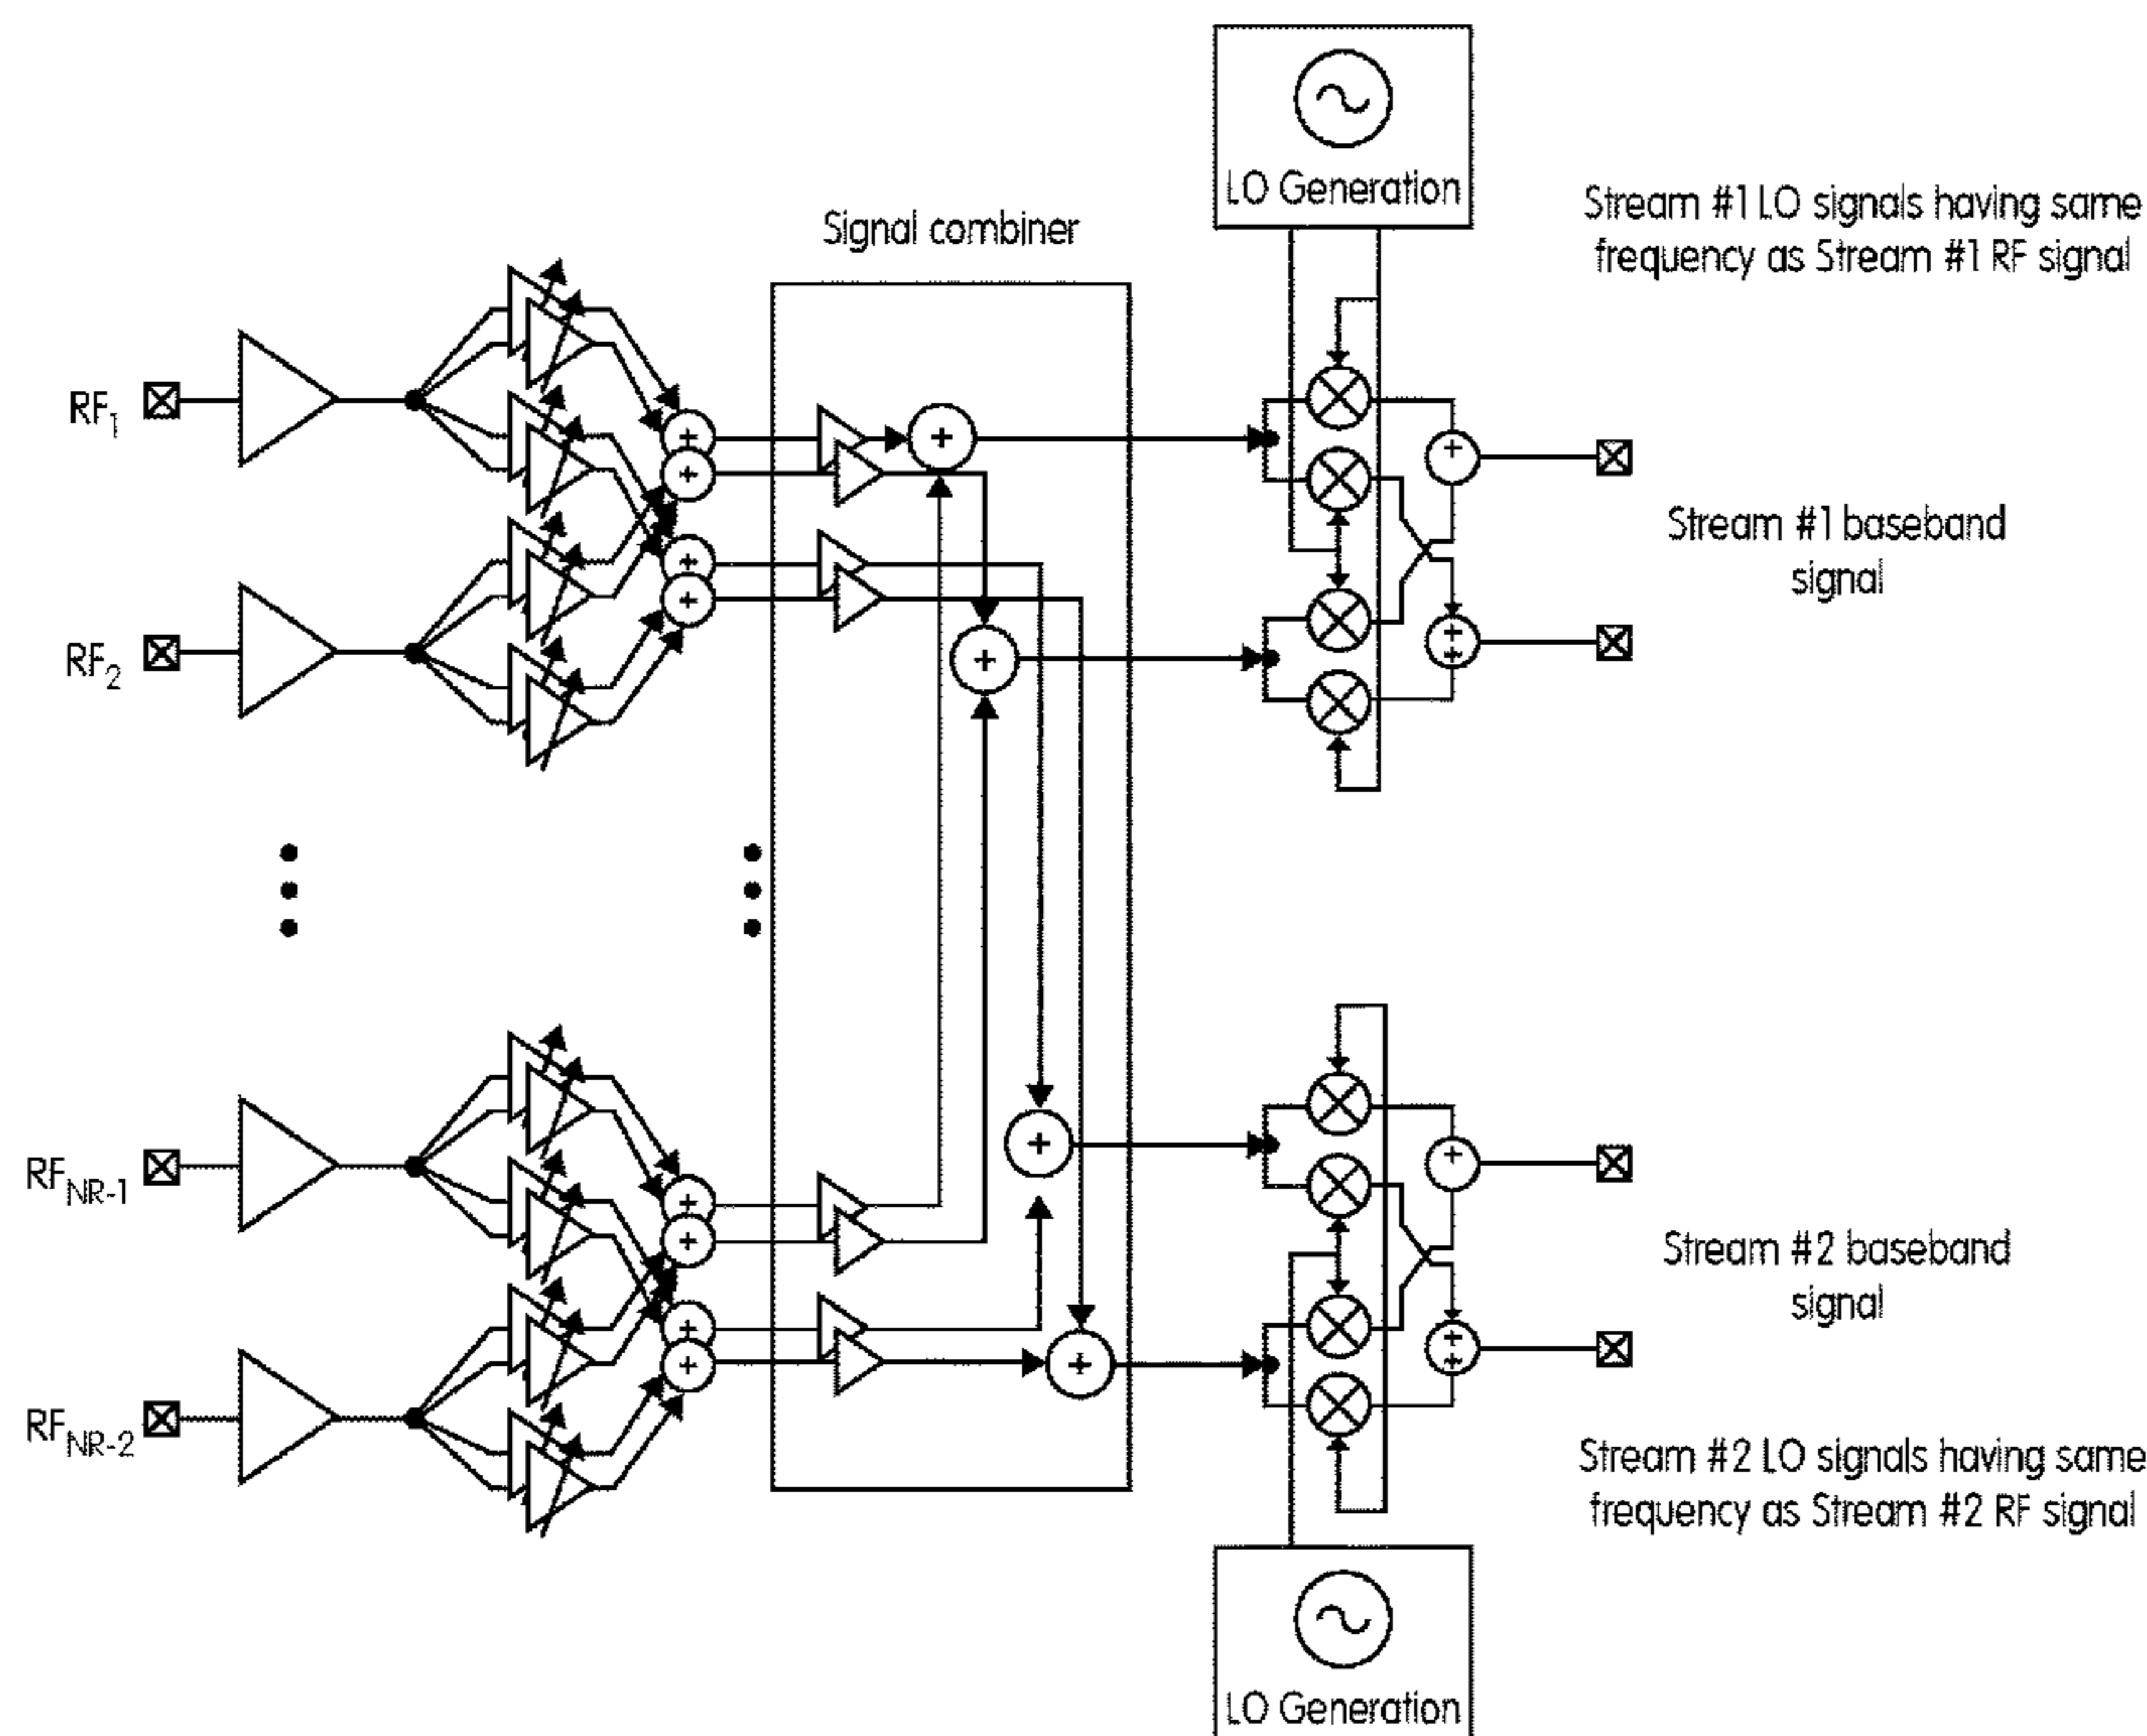 LO Generation
Stream #1 LO signals having same
frequency as Stream #1 RF signal
Signal combiner
RF1
Stream #1 baseband
signal
RF2
RFNR-1
Stream #2 baseband
signal
RFNR-2
Stream #2 LO signals having same
frequency as Stream #2 RF signal
LO Generation